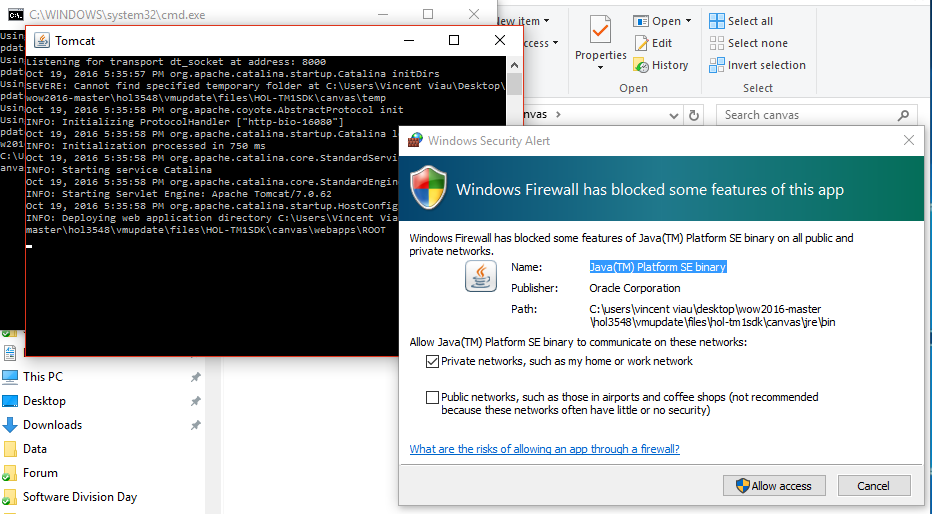 C:\WINDOWS\system32\cmd.exe
Using
pdat
Using
pdat
Using
pdat
Using
pdat
Using
w201
C:\U
anva
Tomcat
Listening for transport dt_socket at address: 8000
Oct 19, 2016 5:35:57 PM org.apache.catalina.startup.Catalina initDirs
SEVERE: Cannot find specified temporary folder at C:\Users\Vincent Viau\Desktop\
wow2016-master\hol3548\vmupdate\files\HOL-TM1SDK\canvas\temp
Oct 19, 2016 5:35:58 PM org.apache.coyote.AbstractProtocol init
INFO: Initializing ProtocolHandler ["http-bio-16080"]
Oct 19, 2016 5:35:58 PM org.apache.catalina.startup.Catalina lo
INFO: Initialization processed in 750 ms
Oct 19, 2016 5:35:58 PM org.apache.catalina.core.StandardServi
INFO: Starting service Catalina
Oct 19, 2016 5:35:58 PM org.apache.catalina.core.StandardEngin
INFO: Starting Servlet Engine: Apache Tomcat/7.0.62
Oct 19, 2016 5:35:58 PM org.apache.catalina.startup.HostConfig
INFO: Deploying web application directory C:\Users\Vincent Via
master\hol3548\vmupdate\files\HOL-TM1SDK\canvas\webapps\ROOT
New item
access
Properties
Open
Edit
History
Open
Select all
Select none
Invert selection
Select
nvas
Search canvas
This PC
Desktop
Downloads
Data
Forum
Software Division Day
Windows Security Alert
Windows Firewall has blocked some features of this app
Windows Firewall has blocked some features of Java(TM) Platform SE binary on all public and
private networks.
Name: Java(TM) Platform SE binary
Publisher: Oracle Corporation
Path: C:\users\vincent viau\desktop\wow2016-master
\hol3548\vmupdate\files\hol-tm1sdk\canvas\jre\bin
Allow Java(TM) Platform SE binary to communicate on these networks:
Private networks, such as my home or work network
Public networks, such as those in airports and coffee shops (not recommended
because these networks often have little or no security)
What are the risks of allowing an app through a firewall?
Allow access
Cancel